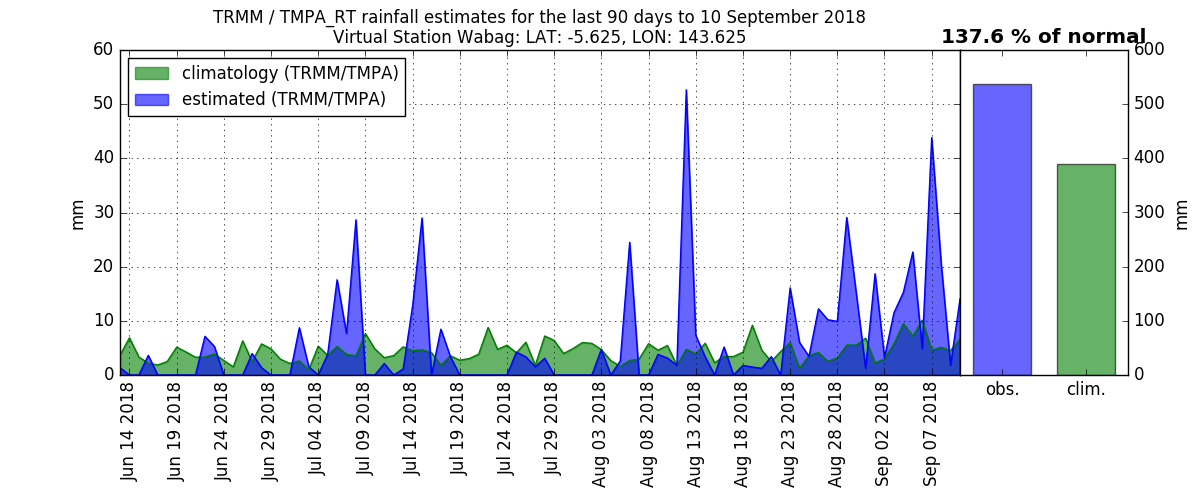 TRMM / TMPA_RT rainfall estimates for the last 90 days to 10 September 2018
Virtual Station Wabag: LAT: -5.625, LON: 143.625
137.6 % of normal
climatology (TRMM/TMPA)
estimated (TRMM/TMPA)
60
50
40
30
20
10
0
mm
Jun 14 2018
Jun 19 2018
Jun 24 2018
Jun 29 2018
Jul 04 2018
Jul 09 2018
Jul 14 2018
Jul 19 2018
Jul 24 2018
Jul 29 2018
Aug 03 2018
Aug 08 2018
Aug 13 2018
Aug 18 2018
Aug 23 2018
Aug 28 2018
Sep 02 2018
Sep 07 2018
600
500
400
300
200
100
0
mm
obs.
clim.